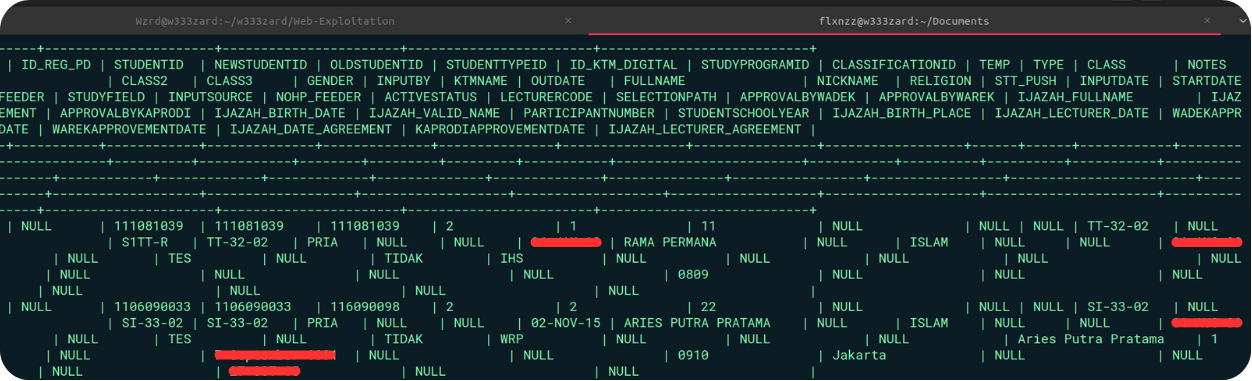 Wzrd@w333zard:~/w333zard/Web-Exploitation × flxnzz@w333zard:~/Documents ×
-----+----------------------+-----------------------+-----------------------+---------------------------+
| ID_REG_PD | STUDENTID | NEWSTUDENTID | OLDSTUDENTID | STUDENTTYPEID | ID_KTM_DIGITAL | STUDYPROGRAMID | CLASSIFICATIONID | TEMP | TYPE | CLASS | NOTES
| CLASS2 | CLASS3 | GENDER | INPUTBY | KTMNAME | OUTDATE | FULLNAME | NICKNAME | RELIGION | STT_PUSH | INPUTDATE | STARTDATE
FEEDER | STUDYFIELD | INPUTSOURCE | NOHP_FEEDER | ACTIVESTATUS | LECTURERCODE | SELECTIONPATH | APPROVALBYWADEK | APPROVALBYWAREK | IJAZAH_FULLNAME | IJAZ
EMENT | APPROVALBYKAPRODI | IJAZAH_BIRTH_DATE | IJAZAH_VALID_NAME | PARTICIPANTNUMBER | STUDENTSCHOOLYEAR | IJAZAH_BIRTH_PLACE | IJAZAH_LECTURER_DATE | WADEKAPPR
DATE | WAREKAPPROVEMENTDATE | IJAZAH_DATE_AGREEMENT | KAPRODIAPPROVEMENTDATE | IJAZAH_LECTURER_AGREEMENT |
| NULL | 111081039 | 111081039 | 111081039 | 2 | 1 | 11 | NULL | NULL | NULL | TT-32-02 | NULL
| S1TT-R | TT-32-02 | PRIA | NULL | NULL | | RAMA PERMANA | NULL | ISLAM | NULL | NULL |
| NULL | TES | NULL | TIDAK | IHS | NULL | NULL | NULL | NULL | NULL
| NULL | NULL | NULL | NULL | 0809 | NULL | NULL | NULL
| NULL | NULL | NULL | NULL |
| NULL | 1106090033 | 1106090033 | 116090098 | 2 | 2 | 22 | NULL | NULL | NULL | SI-33-02 | NULL
| SI-33-02 | SI-33-02 | PRIA | NULL | NULL | 02-NOV-15 | ARIES PUTRA PRATAMA | NULL | ISLAM | NULL | NULL |
| NULL | TES | NULL | TIDAK | WRP | NULL | NULL | NULL | Aries Putra Pratama | 1
| NULL | | NULL | NULL | 0910 | Jakarta | NULL | NULL
| NULL | | NULL | NULL |